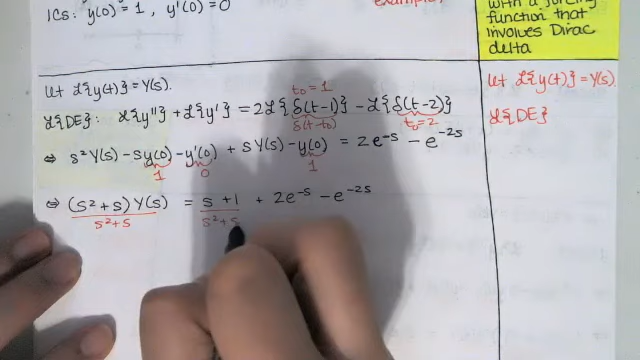 ICs: y(0) = 1, y'(0) = 0
with a forcing
function that
involves Dirac
delta
Let ℒ{y(t)} = Y(s).
t₀ = 1
ℒ{DE}: ℒ{y''} + ℒ{y'} = 2ℒ{δ(t-1)} - ℒ{δ(t-2)}
δ(t-t₀) t₀ = 2
⇔ s²Y(s) - sy(0) - y'(0) + sY(s) - y(0) = 2e^{-s} - e^{-2s}
1 0 1
⇔ (s²+s)Y(s) = s + 1 + 2e^{-s} - e^{-2s}
s²+s s²+s
let ℒ{y(t)} = Y(s).
ℒ{DE}